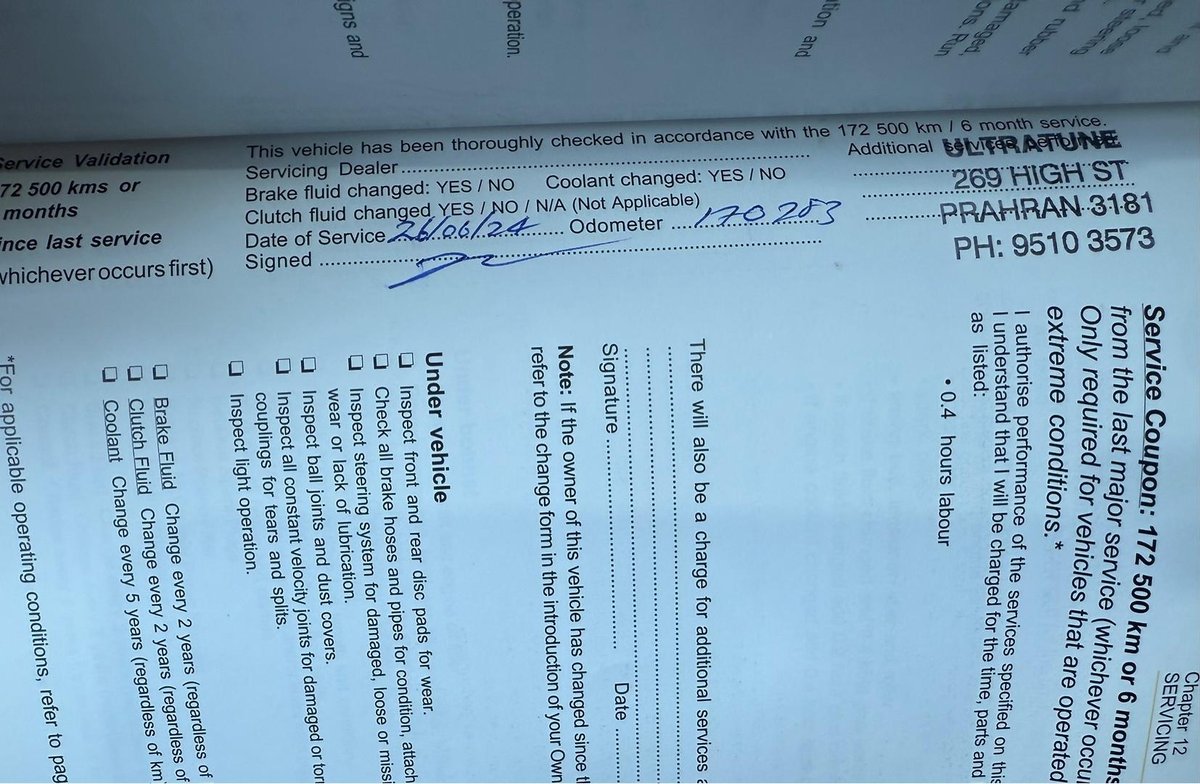 igns and
peration.
tion and
Service Validation
72 500 kms or
months
ince last service
whichever occurs first)
This vehicle has been thoroughly checked in accordance with the 172 500 km / 6 month service.
Servicing Dealer
Additional
Brake fluid changed: YES / NO Coolant changed: YES / NO
Clutch fluid changed YES / NO / N/A (Not Applicable)
Date of Service 26/06/24 Odometer 170 283
Signed
ULTRATUNE
269 HIGH ST
PRAHRAN 3181
PH: 9510 3573
Chapter 12
SERVICING
Service Coupon: 172 500 km or 6 months
from the last major service (whichever occu
Only required for vehicles that are operated
extreme conditions.*
I authorise performance of the services specified on this
I understand that I will be charged for the time, parts and
as listed:
• 0.4 hours labour
There will also be a charge for additional services a
Signature Date
Note: If the owner of this vehicle has changed since th
refer to the change form in the introduction of your Own
Under vehicle
❑ Inspect front and rear disc pads for wear.
❑ Check all brake hoses and pipes for condition, attach
❑ Inspect steering system for damaged, loose or missi
wear or lack of lubrication.
❑ Inspect ball joints and dust covers.
❑ Inspect all constant velocity joints for damaged or torn
couplings for tears and splits.
❑ Inspect light operation.
❑ Brake Fluid Change every 2 years (regardless of
❑ Clutch Fluid Change every 2 years (regardless of
❑ Coolant Change every 5 years (regardless of km
*For applicable operating conditions, refer to pag